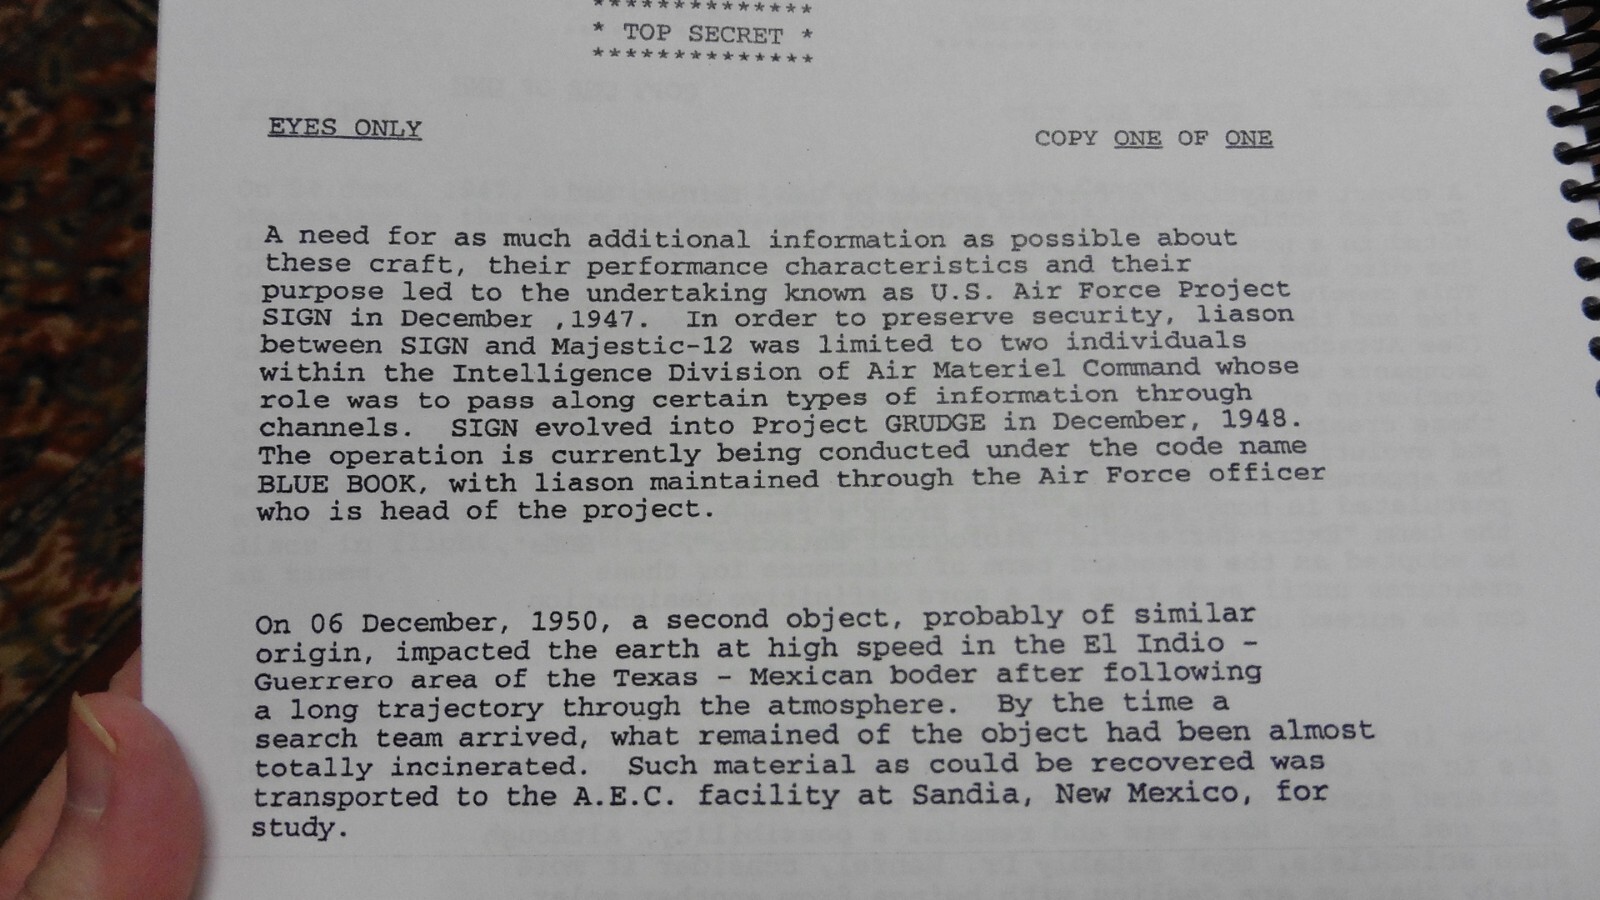 **************
* TOP SECRET *
**************
EYES ONLY
COPY ONE OF ONE
A need for as much additional information as possible about
these craft, their performance characteristics and their
purpose led to the undertaking known as U.S. Air Force Project
SIGN in December ,1947. In order to preserve security, liason
between SIGN and Majestic-12 was limited to two individuals
within the Intelligence Division of Air Materiel Command whose
role was to pass along certain types of information through
channels. SIGN evolved into Project GRUDGE in December, 1948.
The operation is currently being conducted under the code name
BLUE BOOK, with liason maintained through the Air Force officer
who is head of the project.
On 06 December, 1950, a second object, probably of similar
origin, impacted the earth at high speed in the El Indio -
Guerrero area of the Texas - Mexican boder after following
a long trajectory through the atmosphere. By the time a
search team arrived, what remained of the object had been almost
totally incinerated. Such material as could be recovered was
transported to the A.E.C. facility at Sandia, New Mexico, for
study.